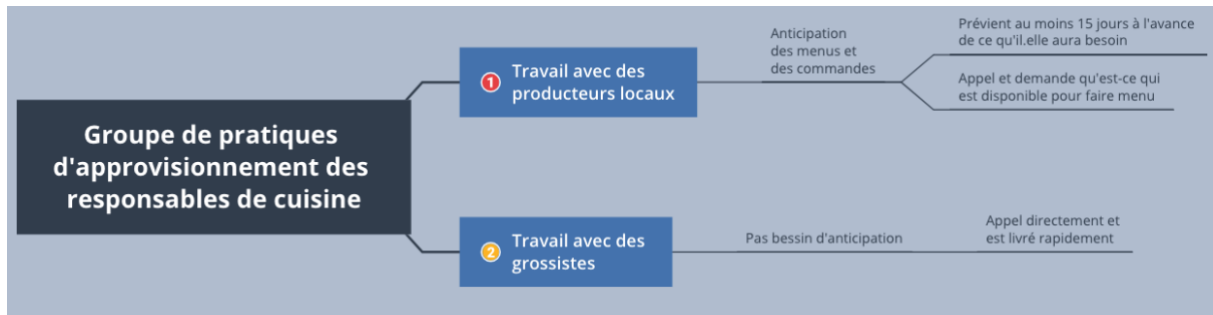 Groupe de pratiques
d'approvisionnement des
responsables de cuisine
1
Travail avec des
producteurs locaux
Anticipation
des menus et
des commandes
Prévient au moins 15 jours à l'avance
de ce qu'il.elle aura besoin
Appel et demande qu'est-ce qui
est disponible pour faire menu
2
Travail avec des
grossistes
Pas bessin d'anticipation
Appel directement et
est livré rapidement